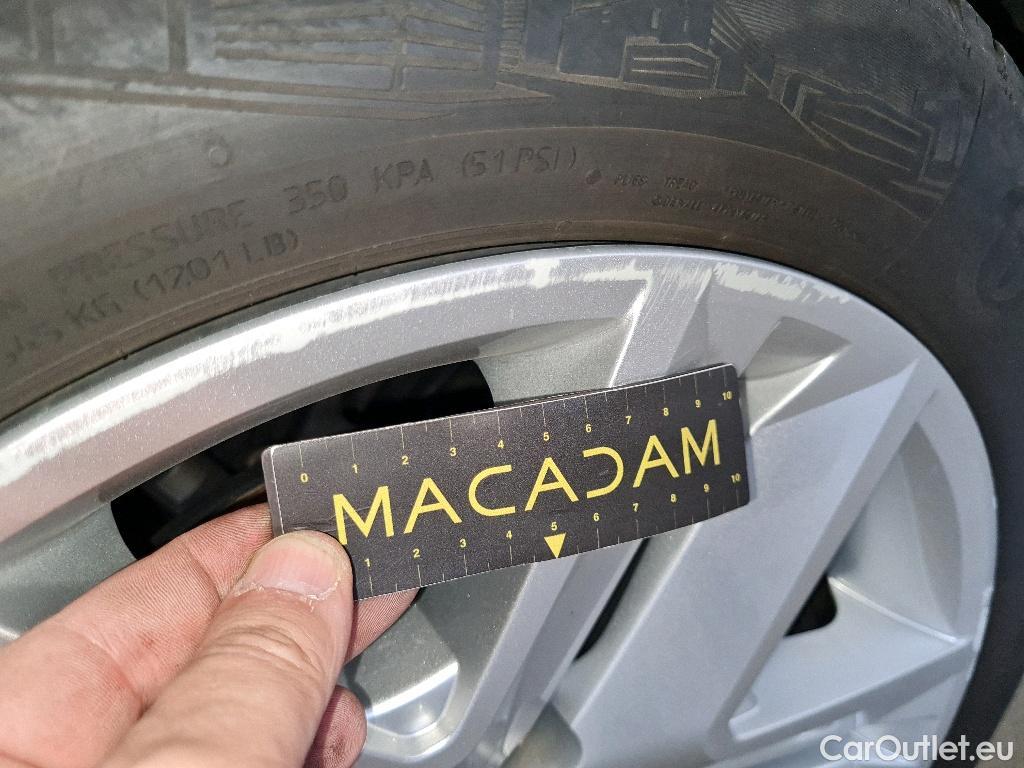 PRESSURE 350 KPA (51 PSI)
KG (1201 LB)
0 1 2 3 4 5 6 7 8 9 10
MACADAM
1 2 3 4 5 6 7 8 9 10
CarOutlet.eu